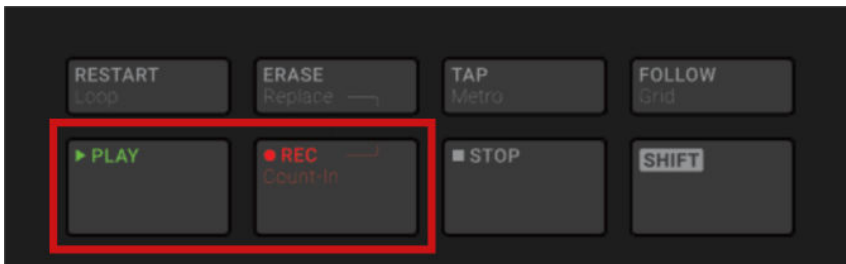 RESTART
Loop
ERASE
Replace
TAP
Metro
FOLLOW
Grid
PLAY
REC
Count-In
STOP
SHIFT